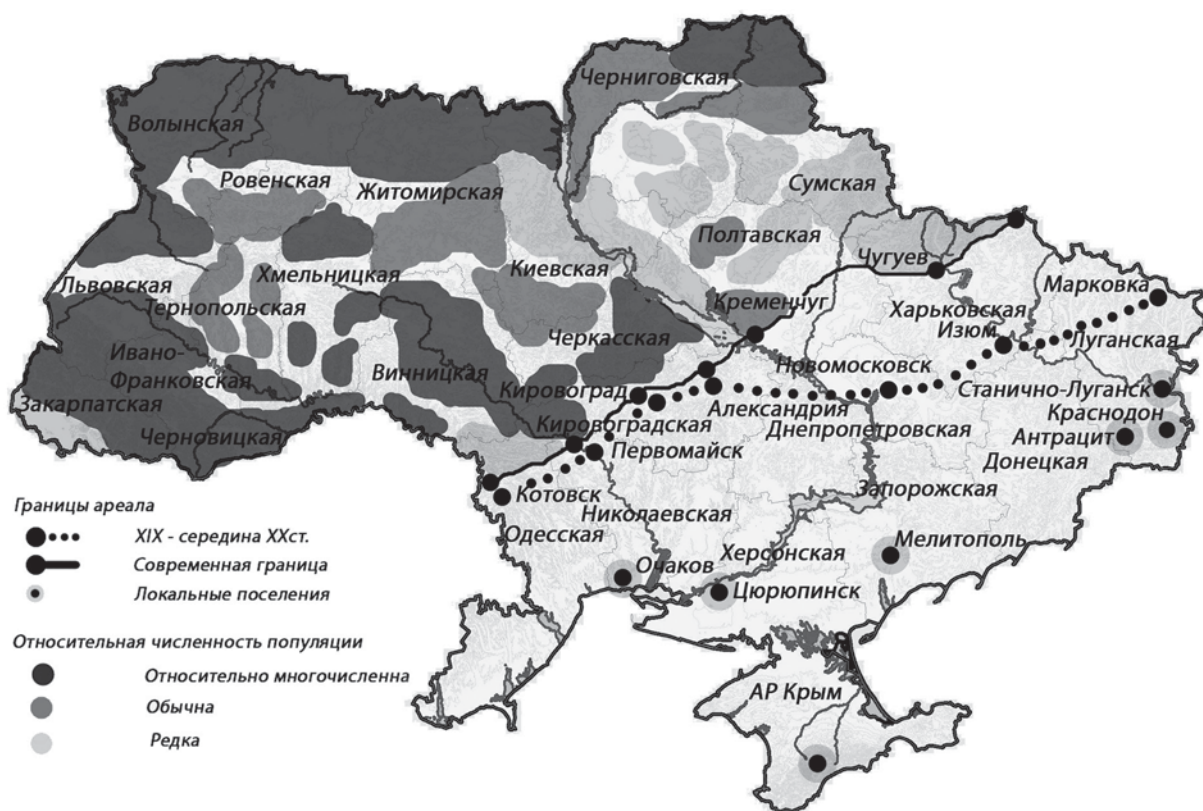 Черниговская
Волынская
Ровенская
Житомирская
Сумская
Полтавская
Чугуев
Киевская
Хмельницкая
Львовская
Тернопольская
Марковка
Харьковская
Кременчуг
Изюм
Луганская
Черкасская
Ивано-
Франковская
Винницкая
Новомосковск
Кировоград
Станично-Луганск
Закарпатская
Александрия
Краснодон
Кировоградская
Днепропетровская
Антрацит
Черновицкая
Первомайск
Донецкая
Котовск
Запорожская
Николаевская
Одесская
Херсонская
Мелитополь
Очаков
Цюрюпинск
АР Крым
Границы ареала
XIX - середина XXст.
Современная граница
Локальные поселения
Относительная численность популяции
Относительно многочисленна
Обычна
Редка